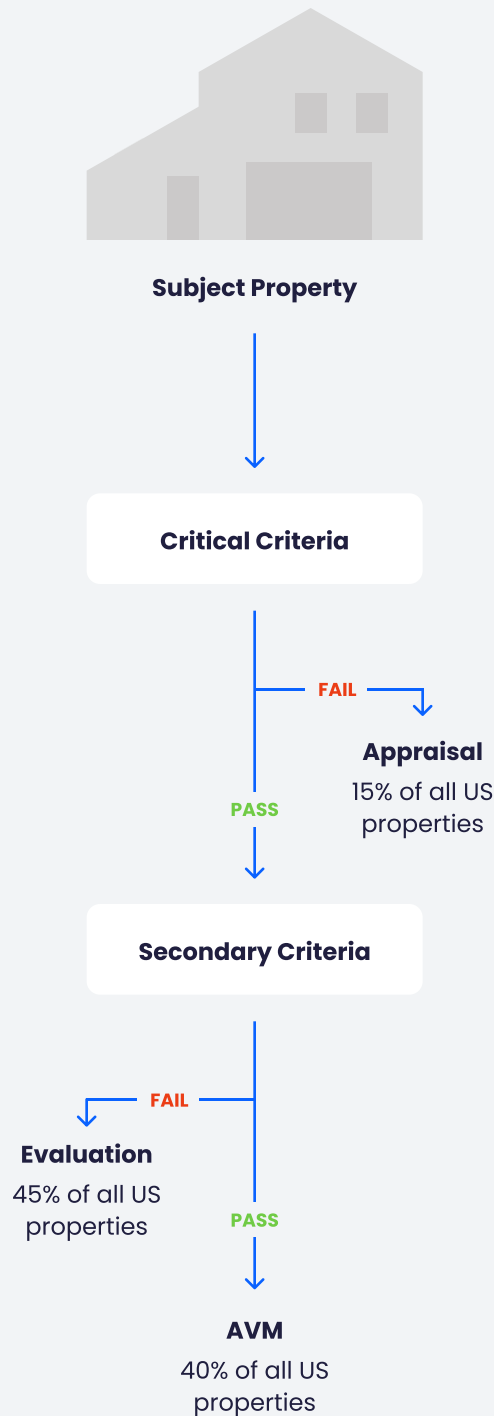 Subject Property
Critical Criteria
FAIL
Appraisal
15% of all US
properties
PASS
Secondary Criteria
FAIL
Evaluation
45% of all US
properties
PASS
AVM
40% of all US
properties